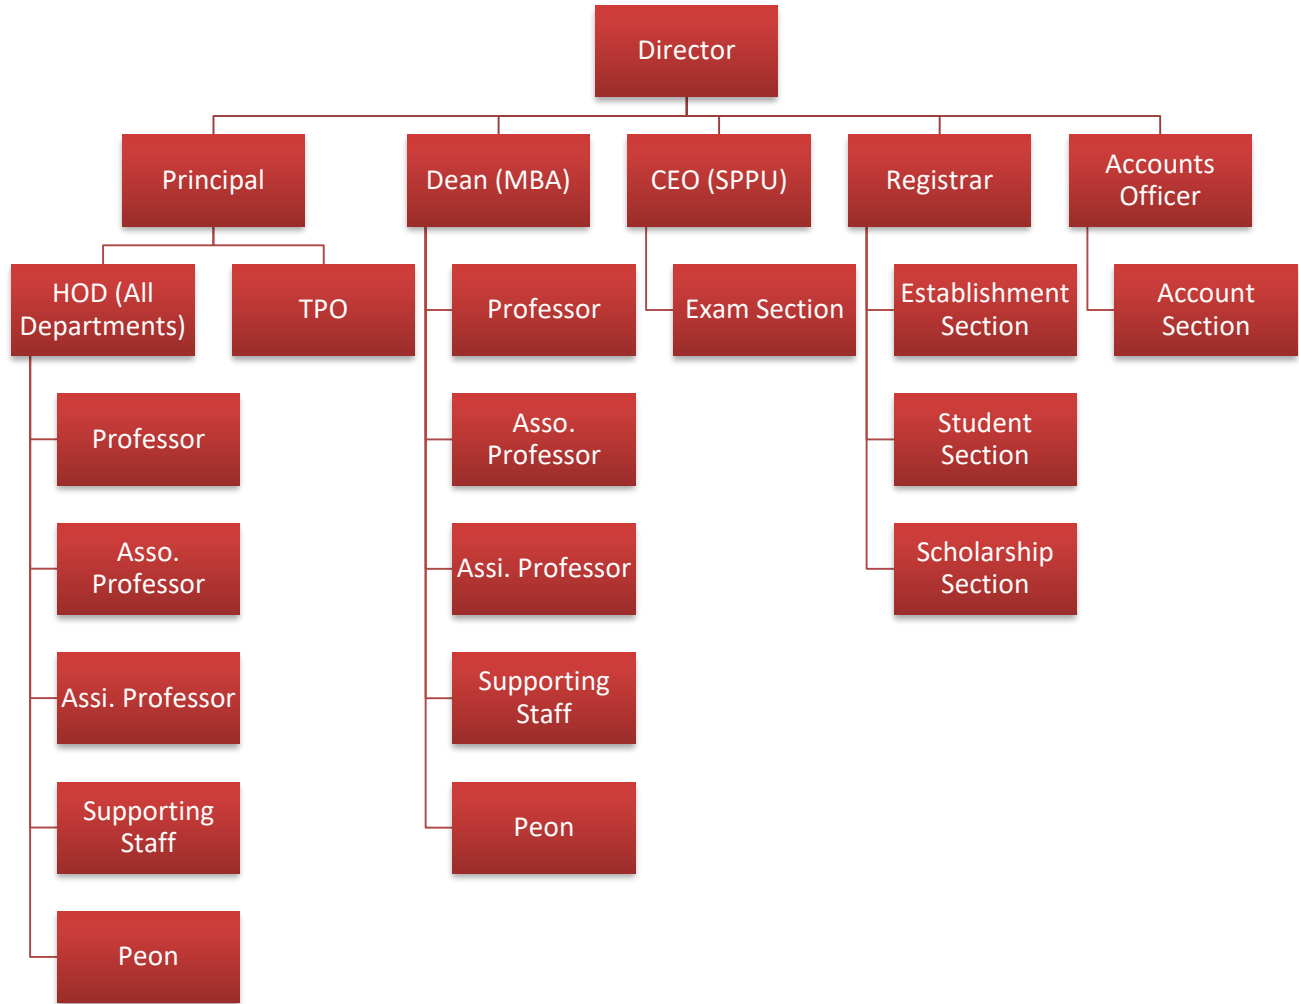 Director
Principal
Dean (MBA)
CEO (SPPU)
Registrar
Accounts
Officer
HOD (All
Departments)
TPO
Professor
Exam Section
Establishment
Section
Account
Section
Professor
Asso.
Professor
Student
Section
Asso.
Professor
Assi. Professor
Scholarship
Section
Assi. Professor
Supporting
Staff
Supporting
Staff
Peon
Peon